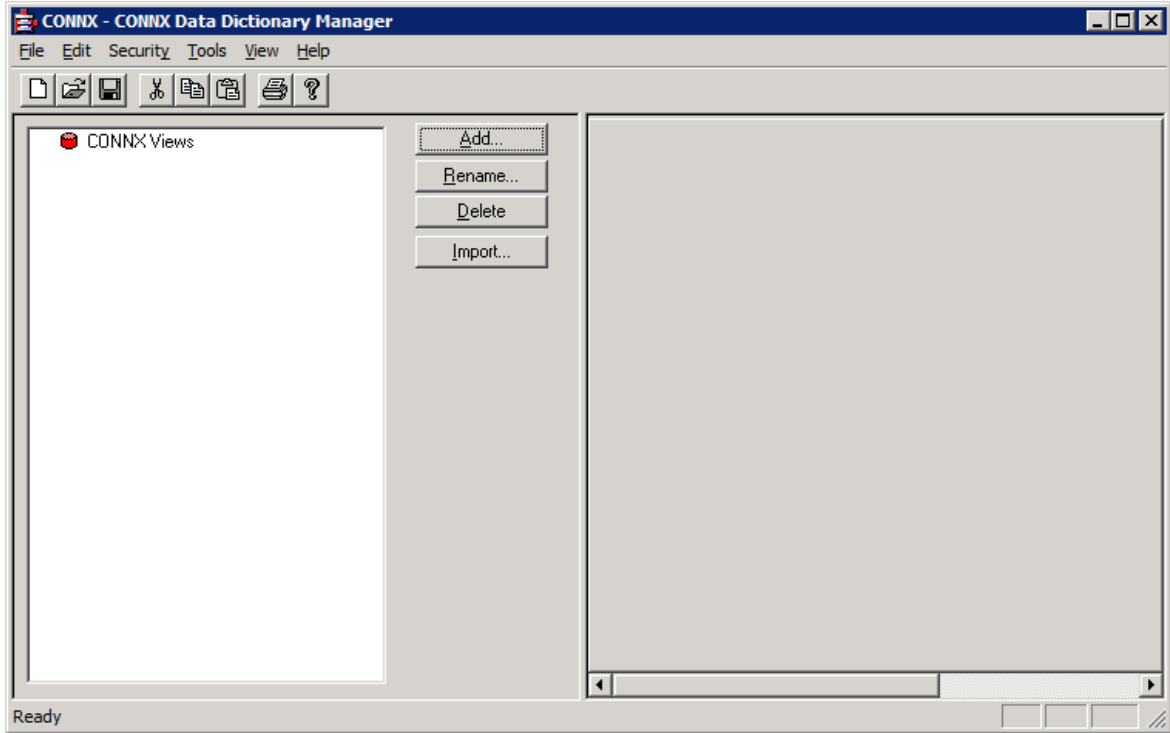 CONNX - CONNX Data Dictionary Manager
File Edit Security Tools View Help
CONNX Views
Add...
Rename...
Delete
Import...
Ready